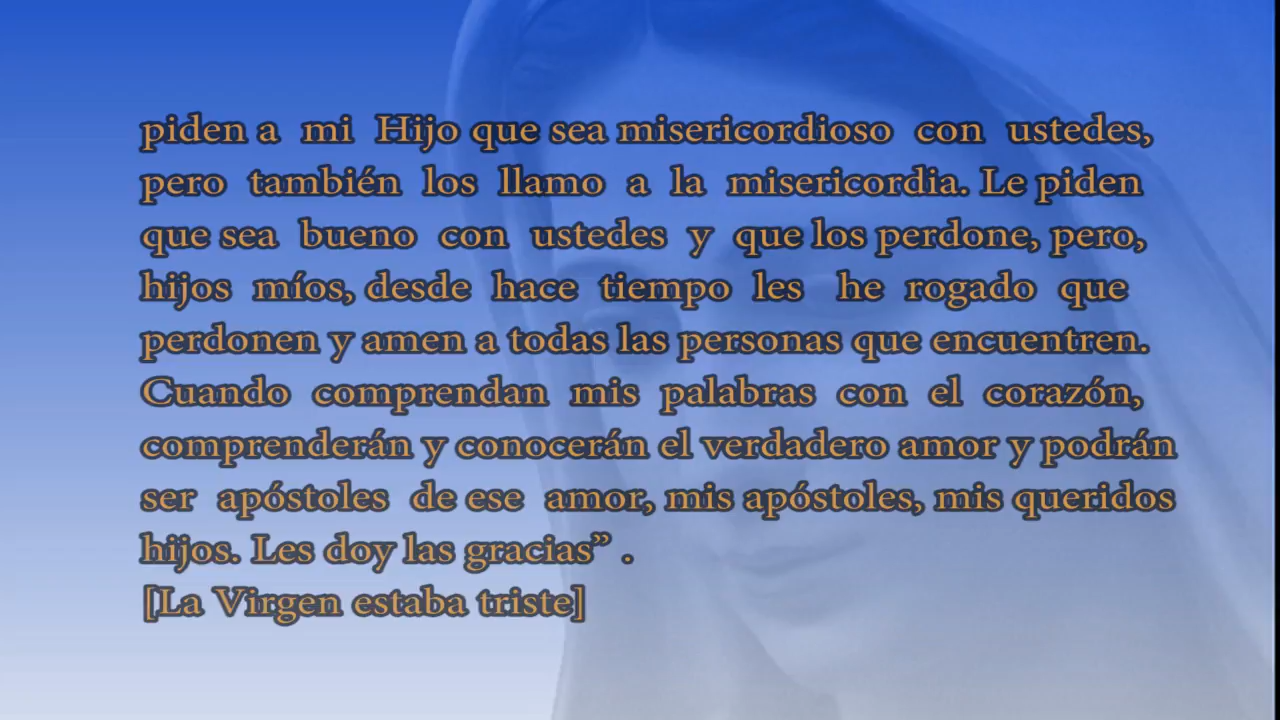 piden a mi Hijo que sea misericordioso con ustedes,
pero también los llamo a la misericordia. Le piden
que sea bueno con ustedes y que los perdone, pero,
hijos míos, desde hace tiempo les he rogado que
perdonen y amen a todas las personas que encuentren.
Cuando comprendan mis palabras con el corazón,
comprenderán y conocerán el verdadero amor y podrán
ser apóstoles de ese amor, mis apóstoles, mis queridos
hijos. Les doy las gracias” .
[La Virgen estaba triste]